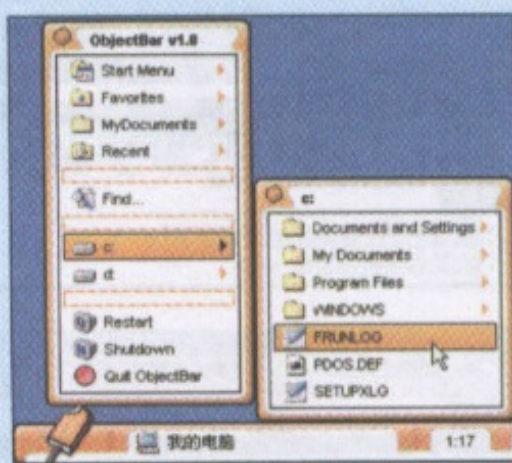 ObjectBar v1.0
Start Menu
Favorites
MyDocuments
Recent
Find...
c:
d:
Restart
Shutdown
Quit ObjectBar
c:
Documents and Settings
My Documents
Program Files
WINDOWS
FRUNLOG
PDOS.DEF
SETUPXLG
我的电脑
1:17